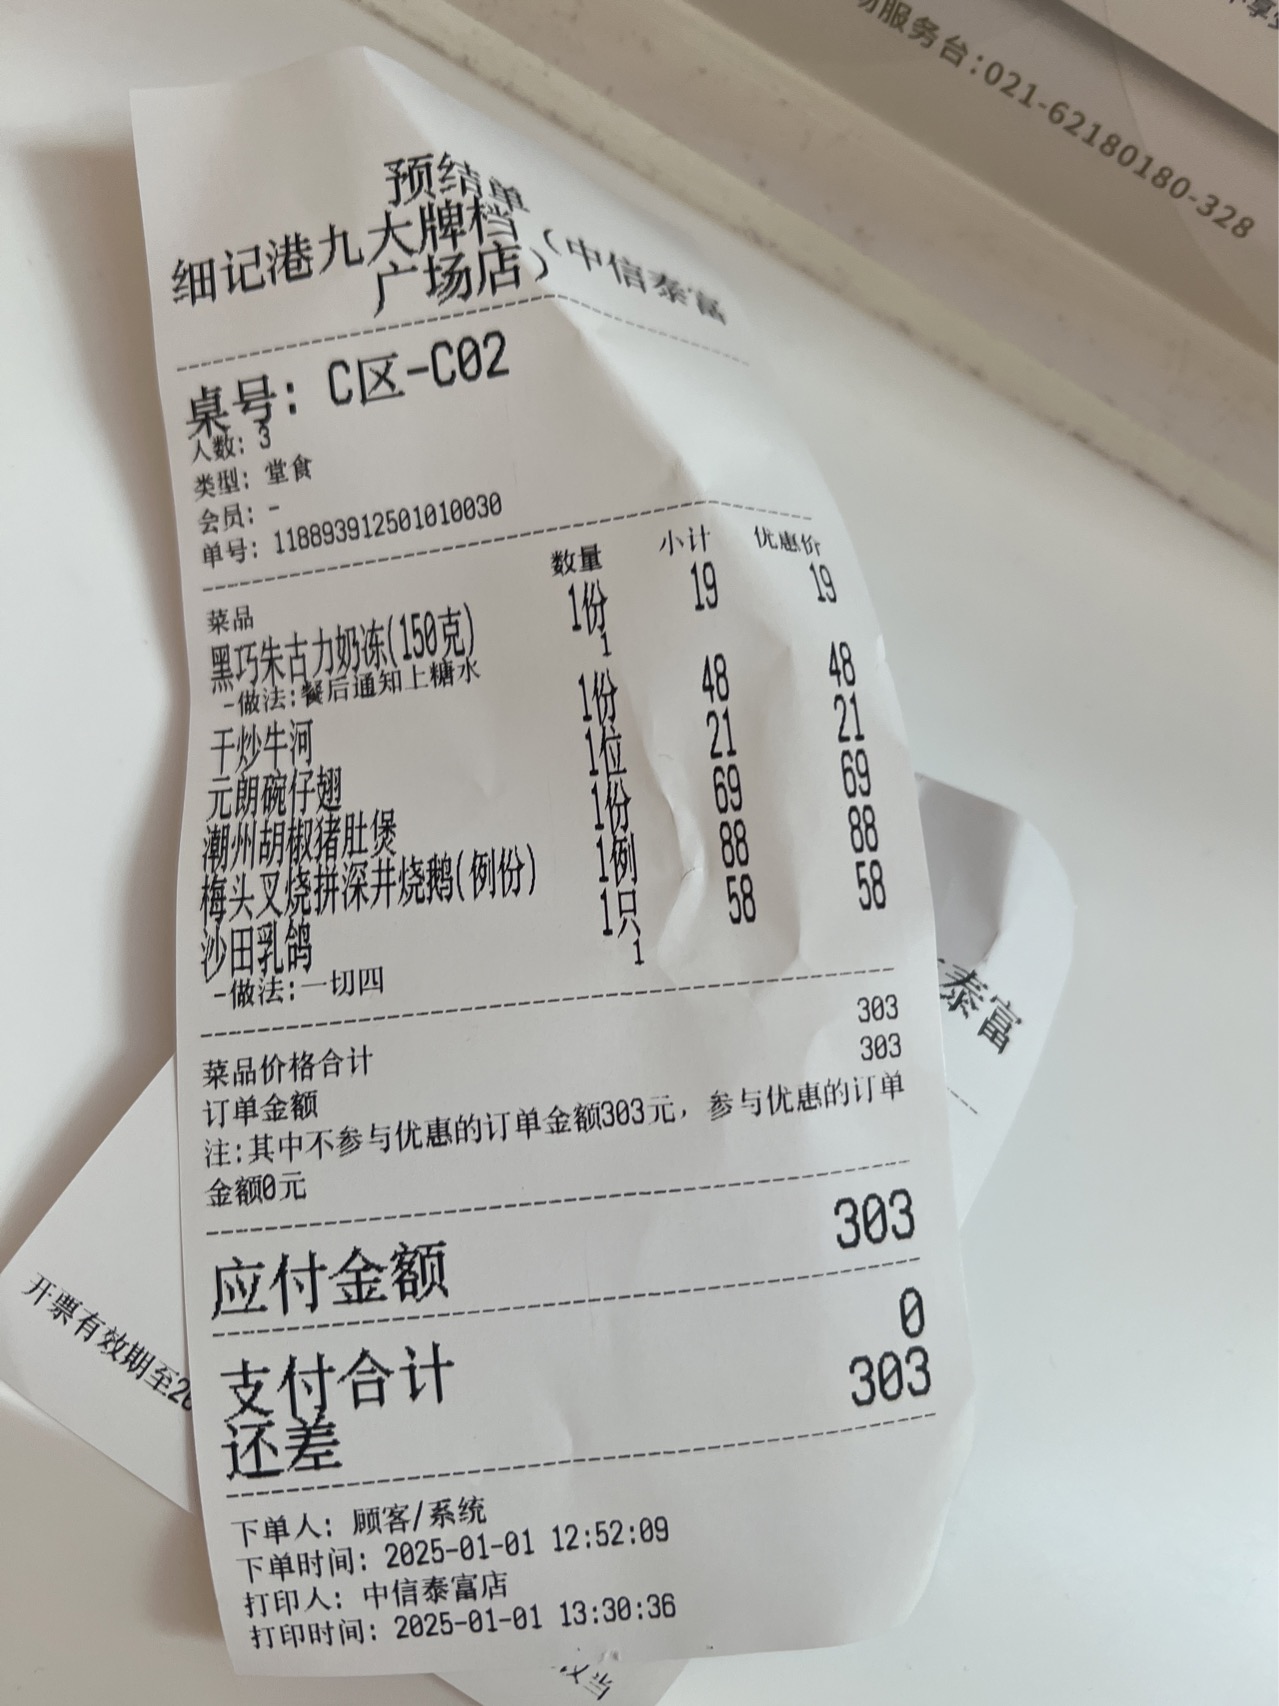 服务台:021-62180180-328
预结单
细记港九大牌档（中信泰富
广场店）
桌号: C区-C02
人数: 3
类型: 堂食
会员: -
单号: 118893912501010030
菜品 数量 小计 优惠价
黑巧朱古力奶冻(150克) 1份 19 19
-做法:餐后通知上糖水 1
干炒牛河 1份 48 48
元朗碗仔翅 1位 21 21
潮州胡椒猪肚煲 1份 69 69
梅头叉烧拼深井烧鹅(例份) 1例 88 88
沙田乳鸽 1只 58 58
-做法:一切四 1
菜品价格合计 303
订单金额 303
注:其中不参与优惠的订单金额303元，参与优惠的订单
金额0元
应付金额 303
支付合计 0
还差 303
下单人: 顾客/系统
下单时间: 2025-01-01 12:52:09
打印人: 中信泰富店
打印时间: 2025-01-01 13:30:36
泰富
开票有效期至20